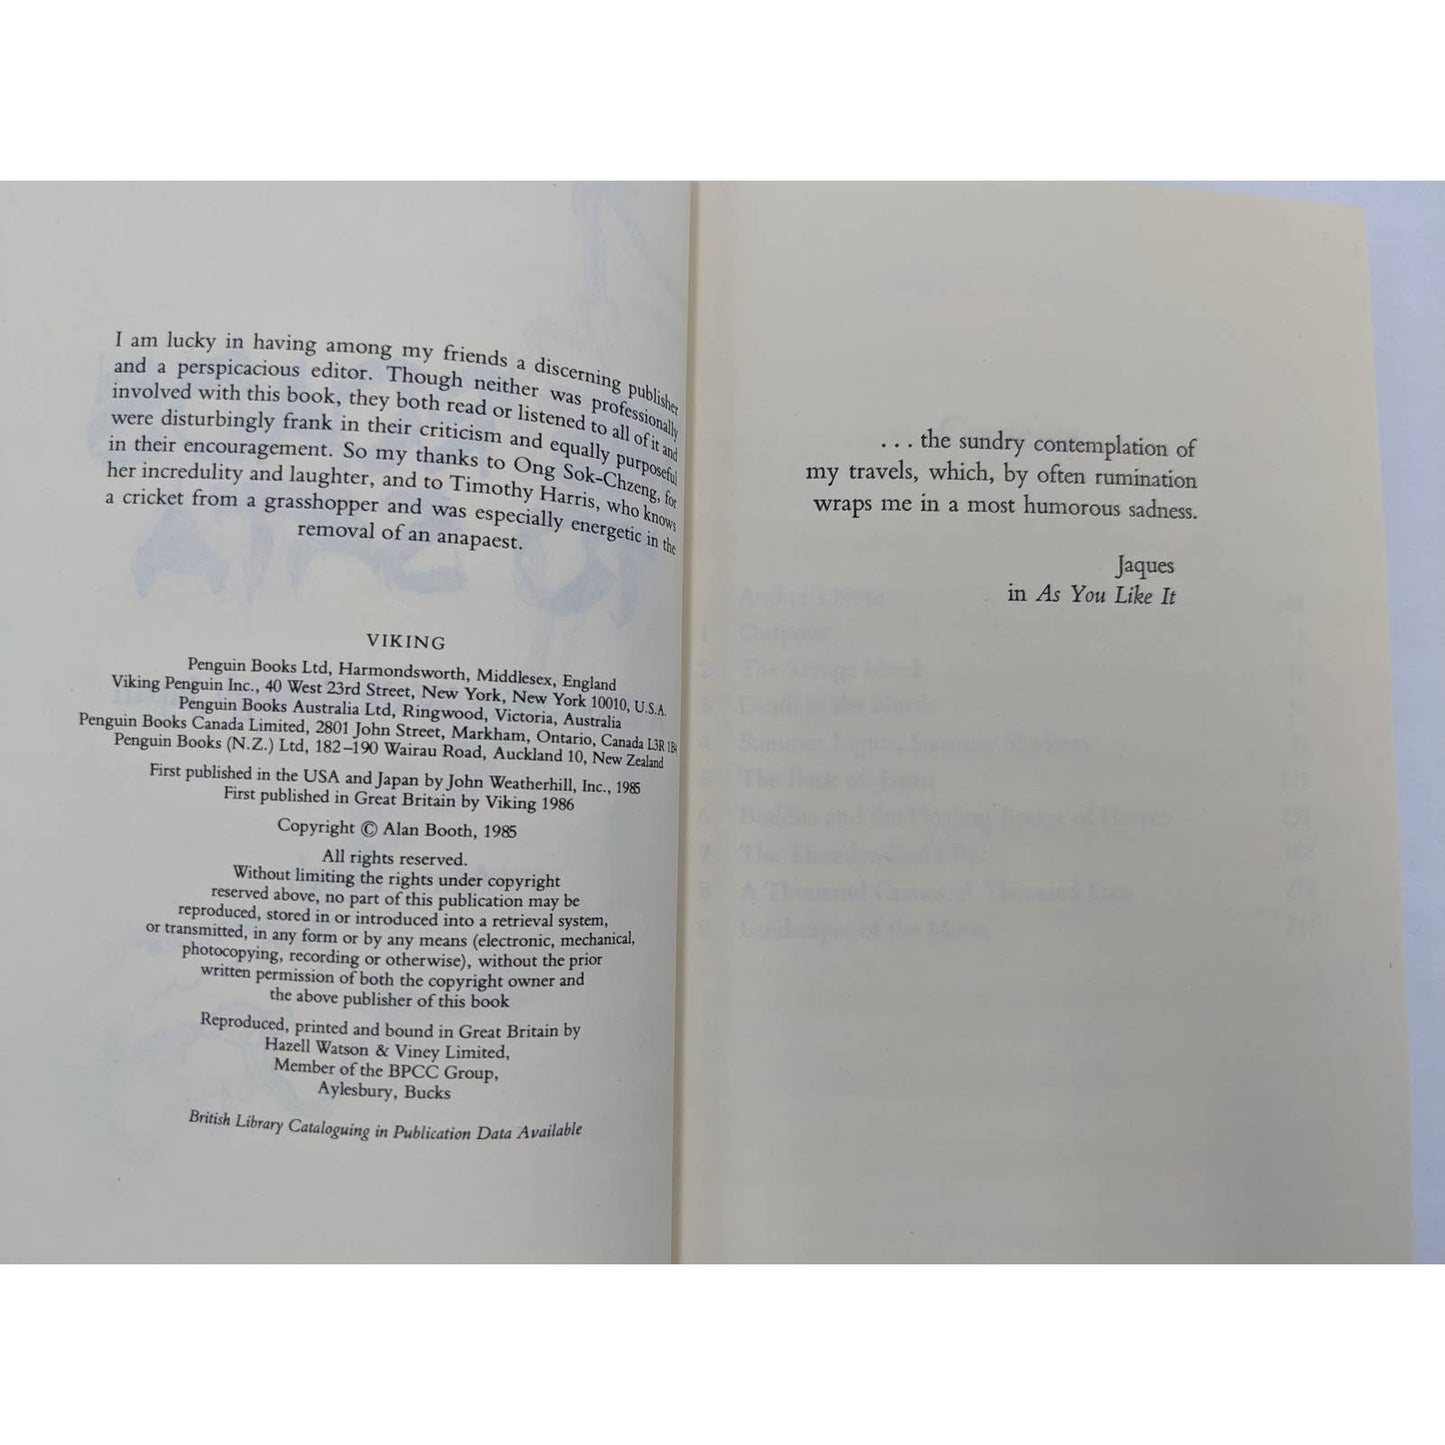 I am lucky in having among my friends a discerning publisher
and a perspicacious editor. Though neither was professionally
involved with this book, they both read or listened to all of it and
were disturbingly frank in their criticism and equally purposeful
in their encouragement. So my thanks to Ong Sok-Chzeng, for
her incredulity and laughter, and to Timothy Harris, who knows
a cricket from a grasshopper and was especially energetic in the
removal of an anapaest.
VIKING
Penguin Books Ltd, Harmondsworth, Middlesex, England
Viking Penguin Inc., 40 West 23rd Street, New York, New York 10010, U.S.A.
Penguin Books Australia Ltd, Ringwood, Victoria, Australia
Penguin Books Canada Limited, 2801 John Street, Markham, Ontario, Canada L3R 1B4
Penguin Books (N.Z.) Ltd, 182–190 Wairau Road, Auckland 10, New Zealand
First published in the USA and Japan by John Weatherhill, Inc., 1985
First published in Great Britain by Viking 1986
Copyright © Alan Booth, 1985
All rights reserved.
Without limiting the rights under copyright
reserved above, no part of this publication may be
reproduced, stored in or introduced into a retrieval system,
or transmitted, in any form or by any means (electronic, mechanical,
photocopying, recording or otherwise), without the prior
written permission of both the copyright owner and
the above publisher of this book
Reproduced, printed and bound in Great Britain by
Hazell Watson & Viney Limited,
Member of the BPCC Group,
Aylesbury, Bucks
British Library Cataloguing in Publication Data Available
. . . the sundry contemplation of
my travels, which, by often rumination
wraps me in a most humorous sadness.
Jaques
in As You Like It